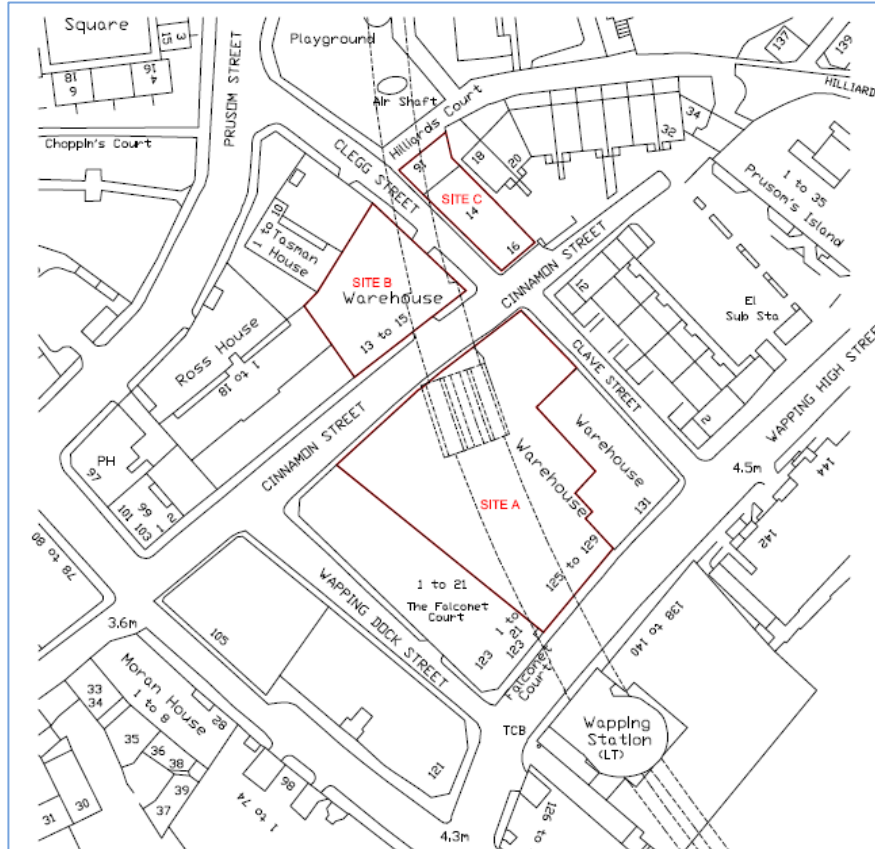 Square
3
15
16
4
6
18
Playground
137
139
PRUSOM STREET
Air Shaft
Hilliards Court
HILLIARD
34
32
Choppin's Court
CLEGG STREET
18
20
16
SITE C
14
16
Pruson's Island
1 to 35
10
1 to
Tasman
House
SITE B
Warehouse
13 to 15
CINNAMON STREET
12
El
Sub Sta
Ross House
1 to 18
CLAVE STREET
2
WAPPING HIGH STREET
CINNAMON STREET
PH
97
Warehouse
Warehouse
4.5m
144
101
103
99
1
2
SITE A
131
142
78 to 80
125 to 129
WAPPING DOCK STREET
1 to 21
The Falconet
Court
1 to
21
123
123
138 to 140
3.6m
105
Falconet
Court
Moran House
1 to 8
82
33
34
35
36
38
39
37
TCB
Wapping
Station
(LT)
121
31
30
1 to 74
86
126 to
4.3m